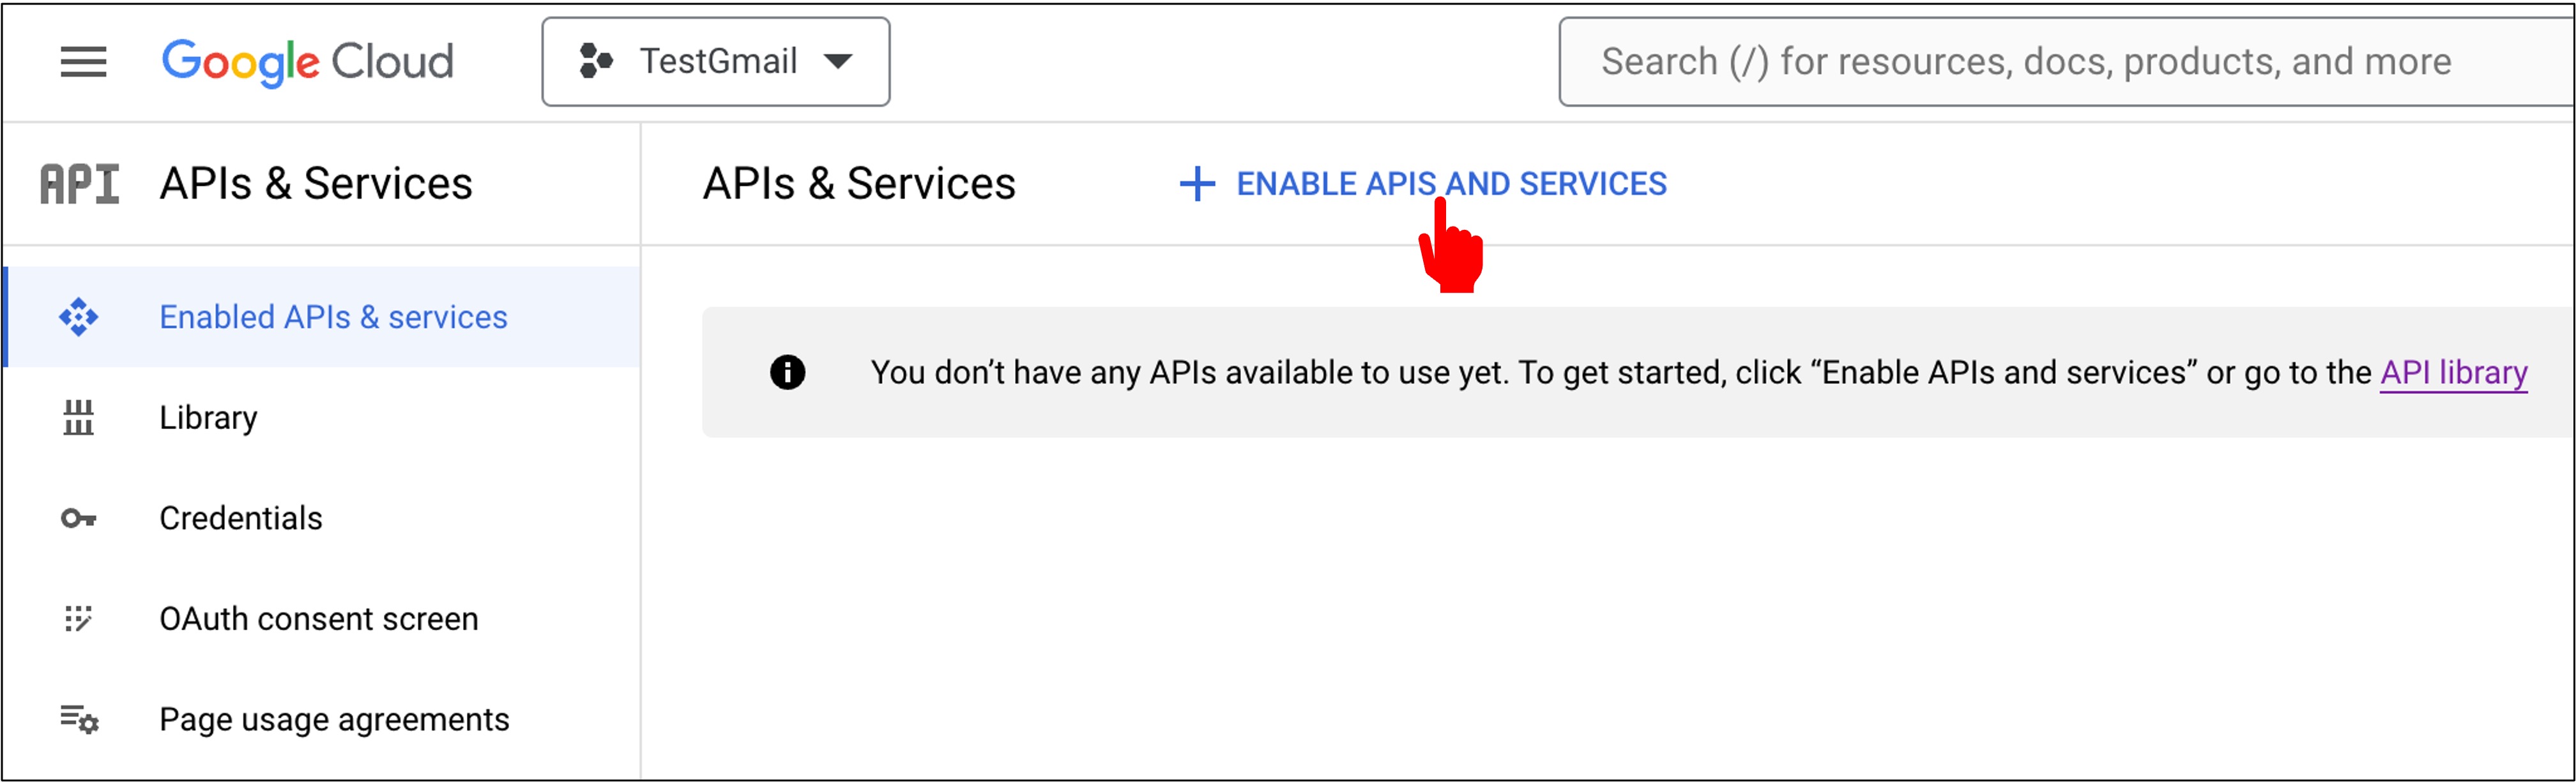 Google Cloud
TestGmail
Search (/) for resources, docs, products, and more
API
APIs & Services
APIs & Services
+ ENABLE APIS AND SERVICES
Enabled APIs & services
You don’t have any APIs available to use yet. To get started, click “Enable APIs and services” or go to the API library
Library
Credentials
OAuth consent screen
Page usage agreements